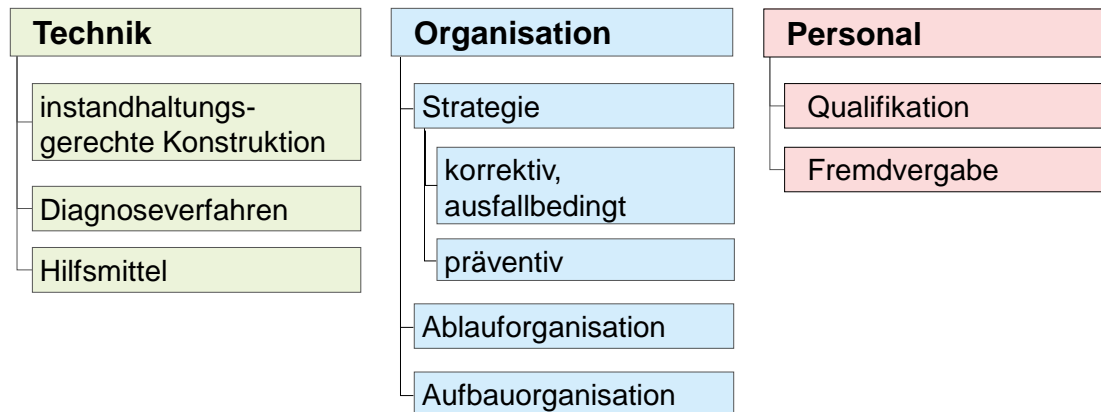 Technik
instandhaltungs-
gerechte Konstruktion
Diagnoseverfahren
Hilfsmittel
Organisation
Strategie
korrektiv,
ausfallbedingt
präventiv
Ablauforganisation
Aufbauorganisation
Personal
Qualifikation
Fremdvergabe